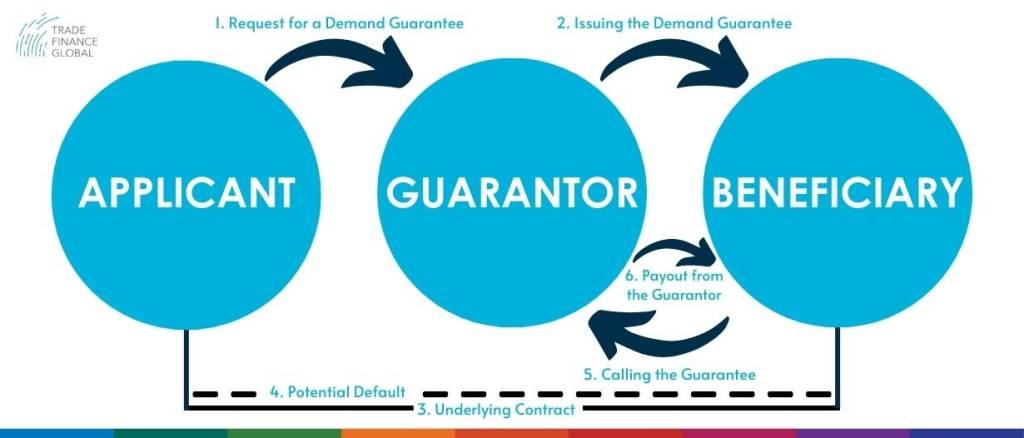 TRADE
FINANCE
GLOBAL
1. Request for a Demand Guarantee
2. Issuing the Demand Guarantee
APPLICANT
GUARANTOR
BENEFICIARY
6. Payout from
the Guarantor
5. Calling the Guarantee
4. Potential Default
3. Underlying Contract